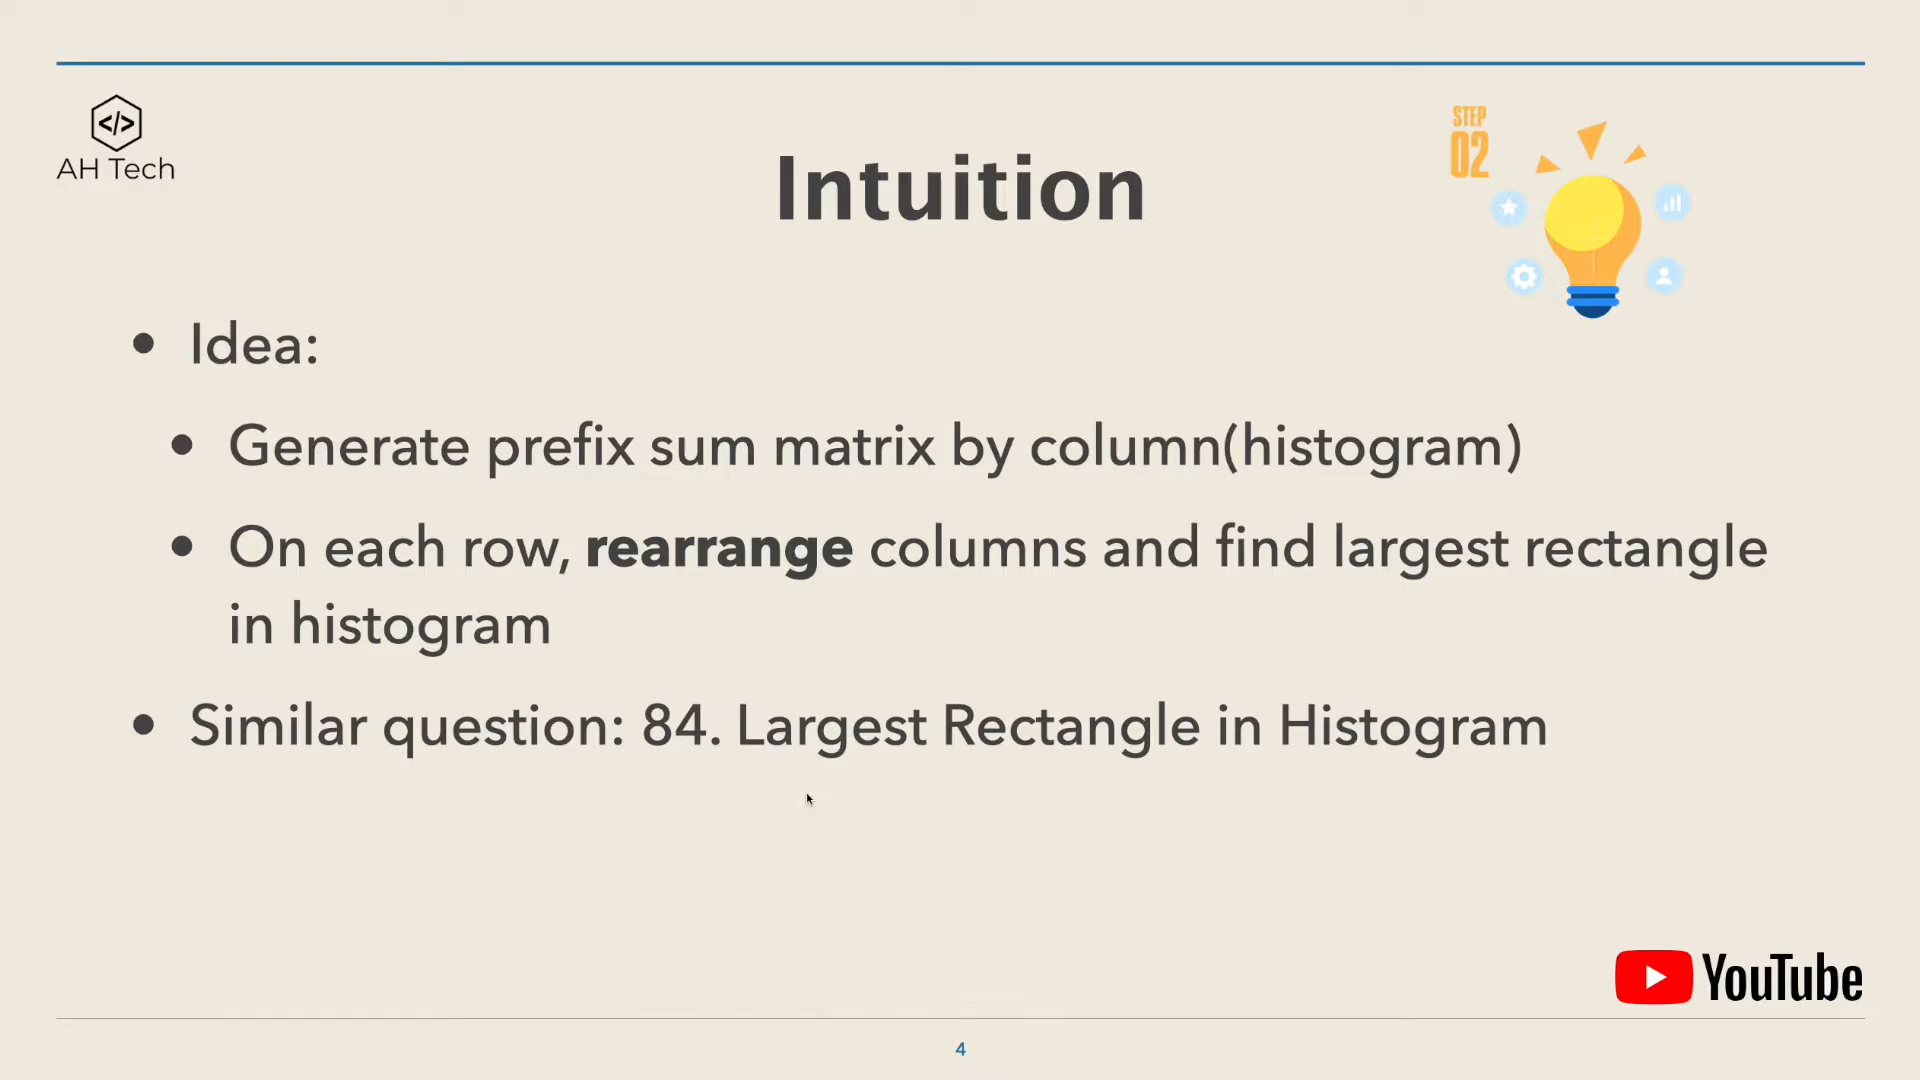 </>
AH Tech
STEP
02
Intuition
• Idea:
• Generate prefix sum matrix by column(histogram)
• On each row, rearrange columns and find largest rectangle
in histogram
• Similar question: 84. Largest Rectangle in Histogram
YouTube
4